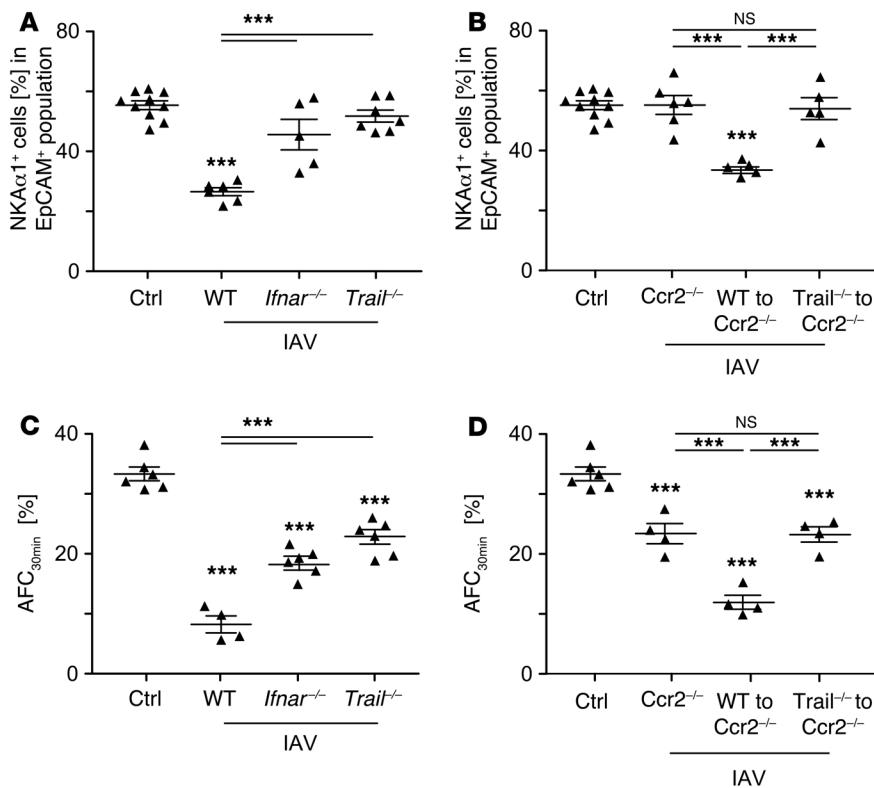 A
NKAα1⁺ cells [%] in
EpCAM⁺ population
80
40
0
***
***
Ctrl
WT
Ifnar⁻/⁻
Trail⁻/⁻
IAV
B
NKAα1⁺ cells [%] in
EpCAM⁺ population
80
40
0
NS
*** ***
***
Ctrl
Ccr2⁻/⁻
WT to
Ccr2⁻/⁻
Trail⁻/⁻ to
Ccr2⁻/⁻
IAV
C
AFC₃₀ₘᵢₙ [%]
40
20
0
***
***
***
***
Ctrl
WT
Ifnar⁻/⁻
Trail⁻/⁻
IAV
D
AFC₃₀ₘᵢₙ [%]
40
20
0
NS
*** ***
***
***
***
Ctrl
Ccr2⁻/⁻
WT to
Ccr2⁻/⁻
Trail⁻/⁻ to
Ccr2⁻/⁻
IAV